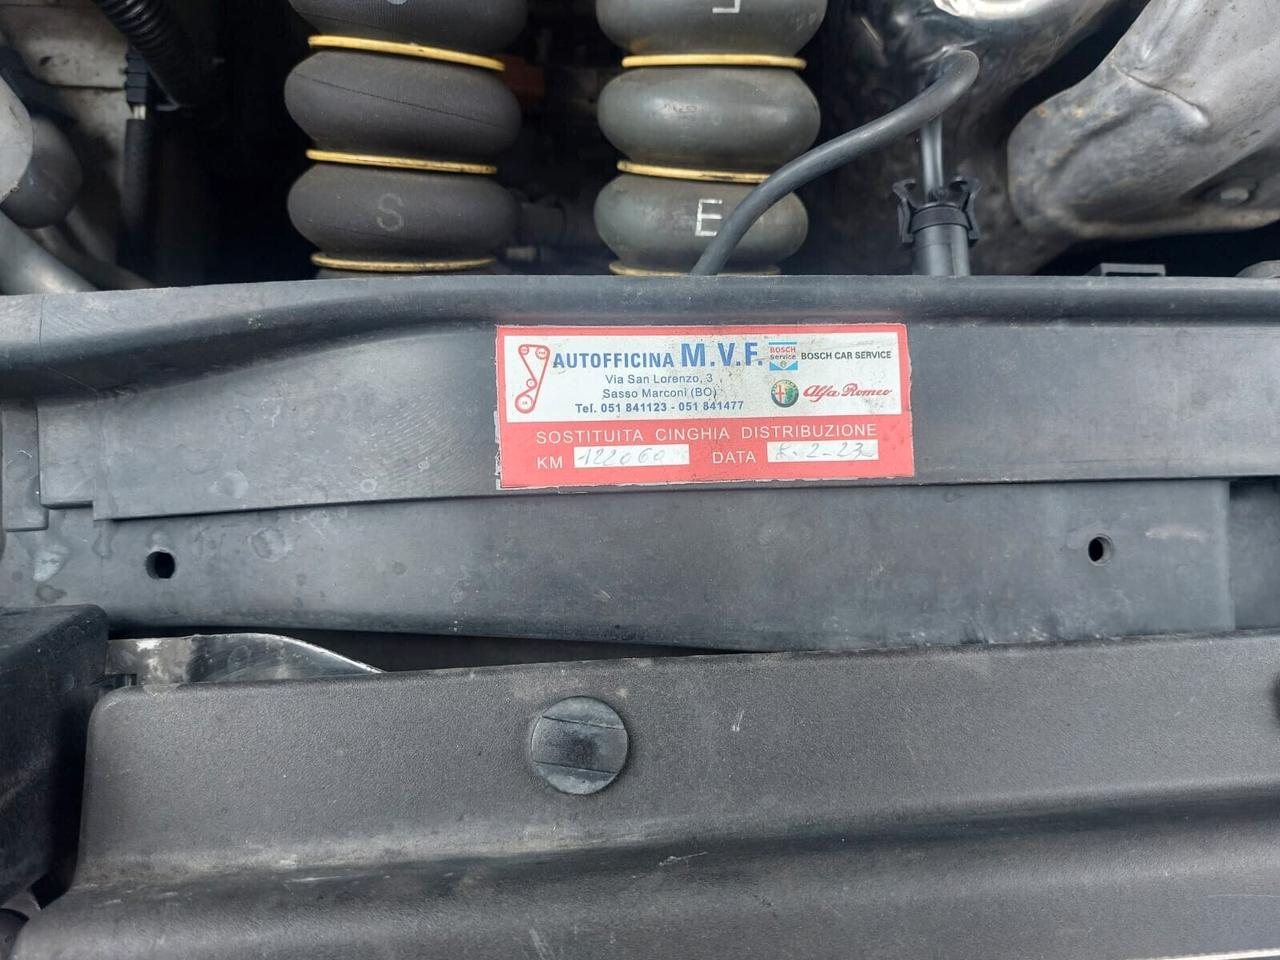 S
E
AUTOFFICINA M.V.F.
BOSCH Service
BOSCH CAR SERVICE
Via San Lorenzo, 3
Sasso Marconi (BO)
Alfa Romeo
Tel. 051 841123 - 051 841477
SOSTITUITA CINGHIA DISTRIBUZIONE
KM 122060 DATA